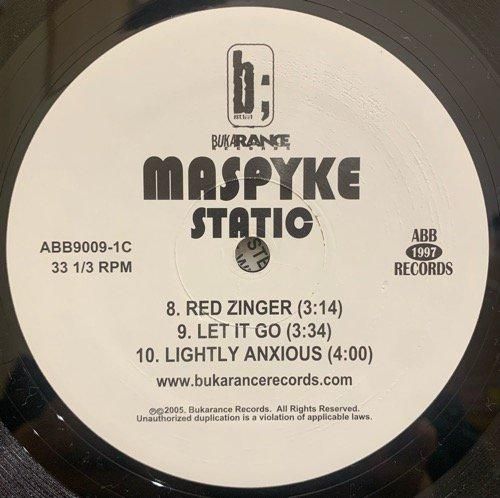 b;
BUKARANCE
RECORDS
MASPYKE
STATIC
ABB9009-1C
33 1/3 RPM
ABB
1997
RECORDS
8. RED ZINGER (3:14)
9. LET IT GO (3:34)
10. LIGHTLY ANXIOUS (4:00)
www.bukarancerecords.com
℗©2005. Bukarance Records. All Rights Reserved.
Unauthorized duplication is a violation of applicable laws.